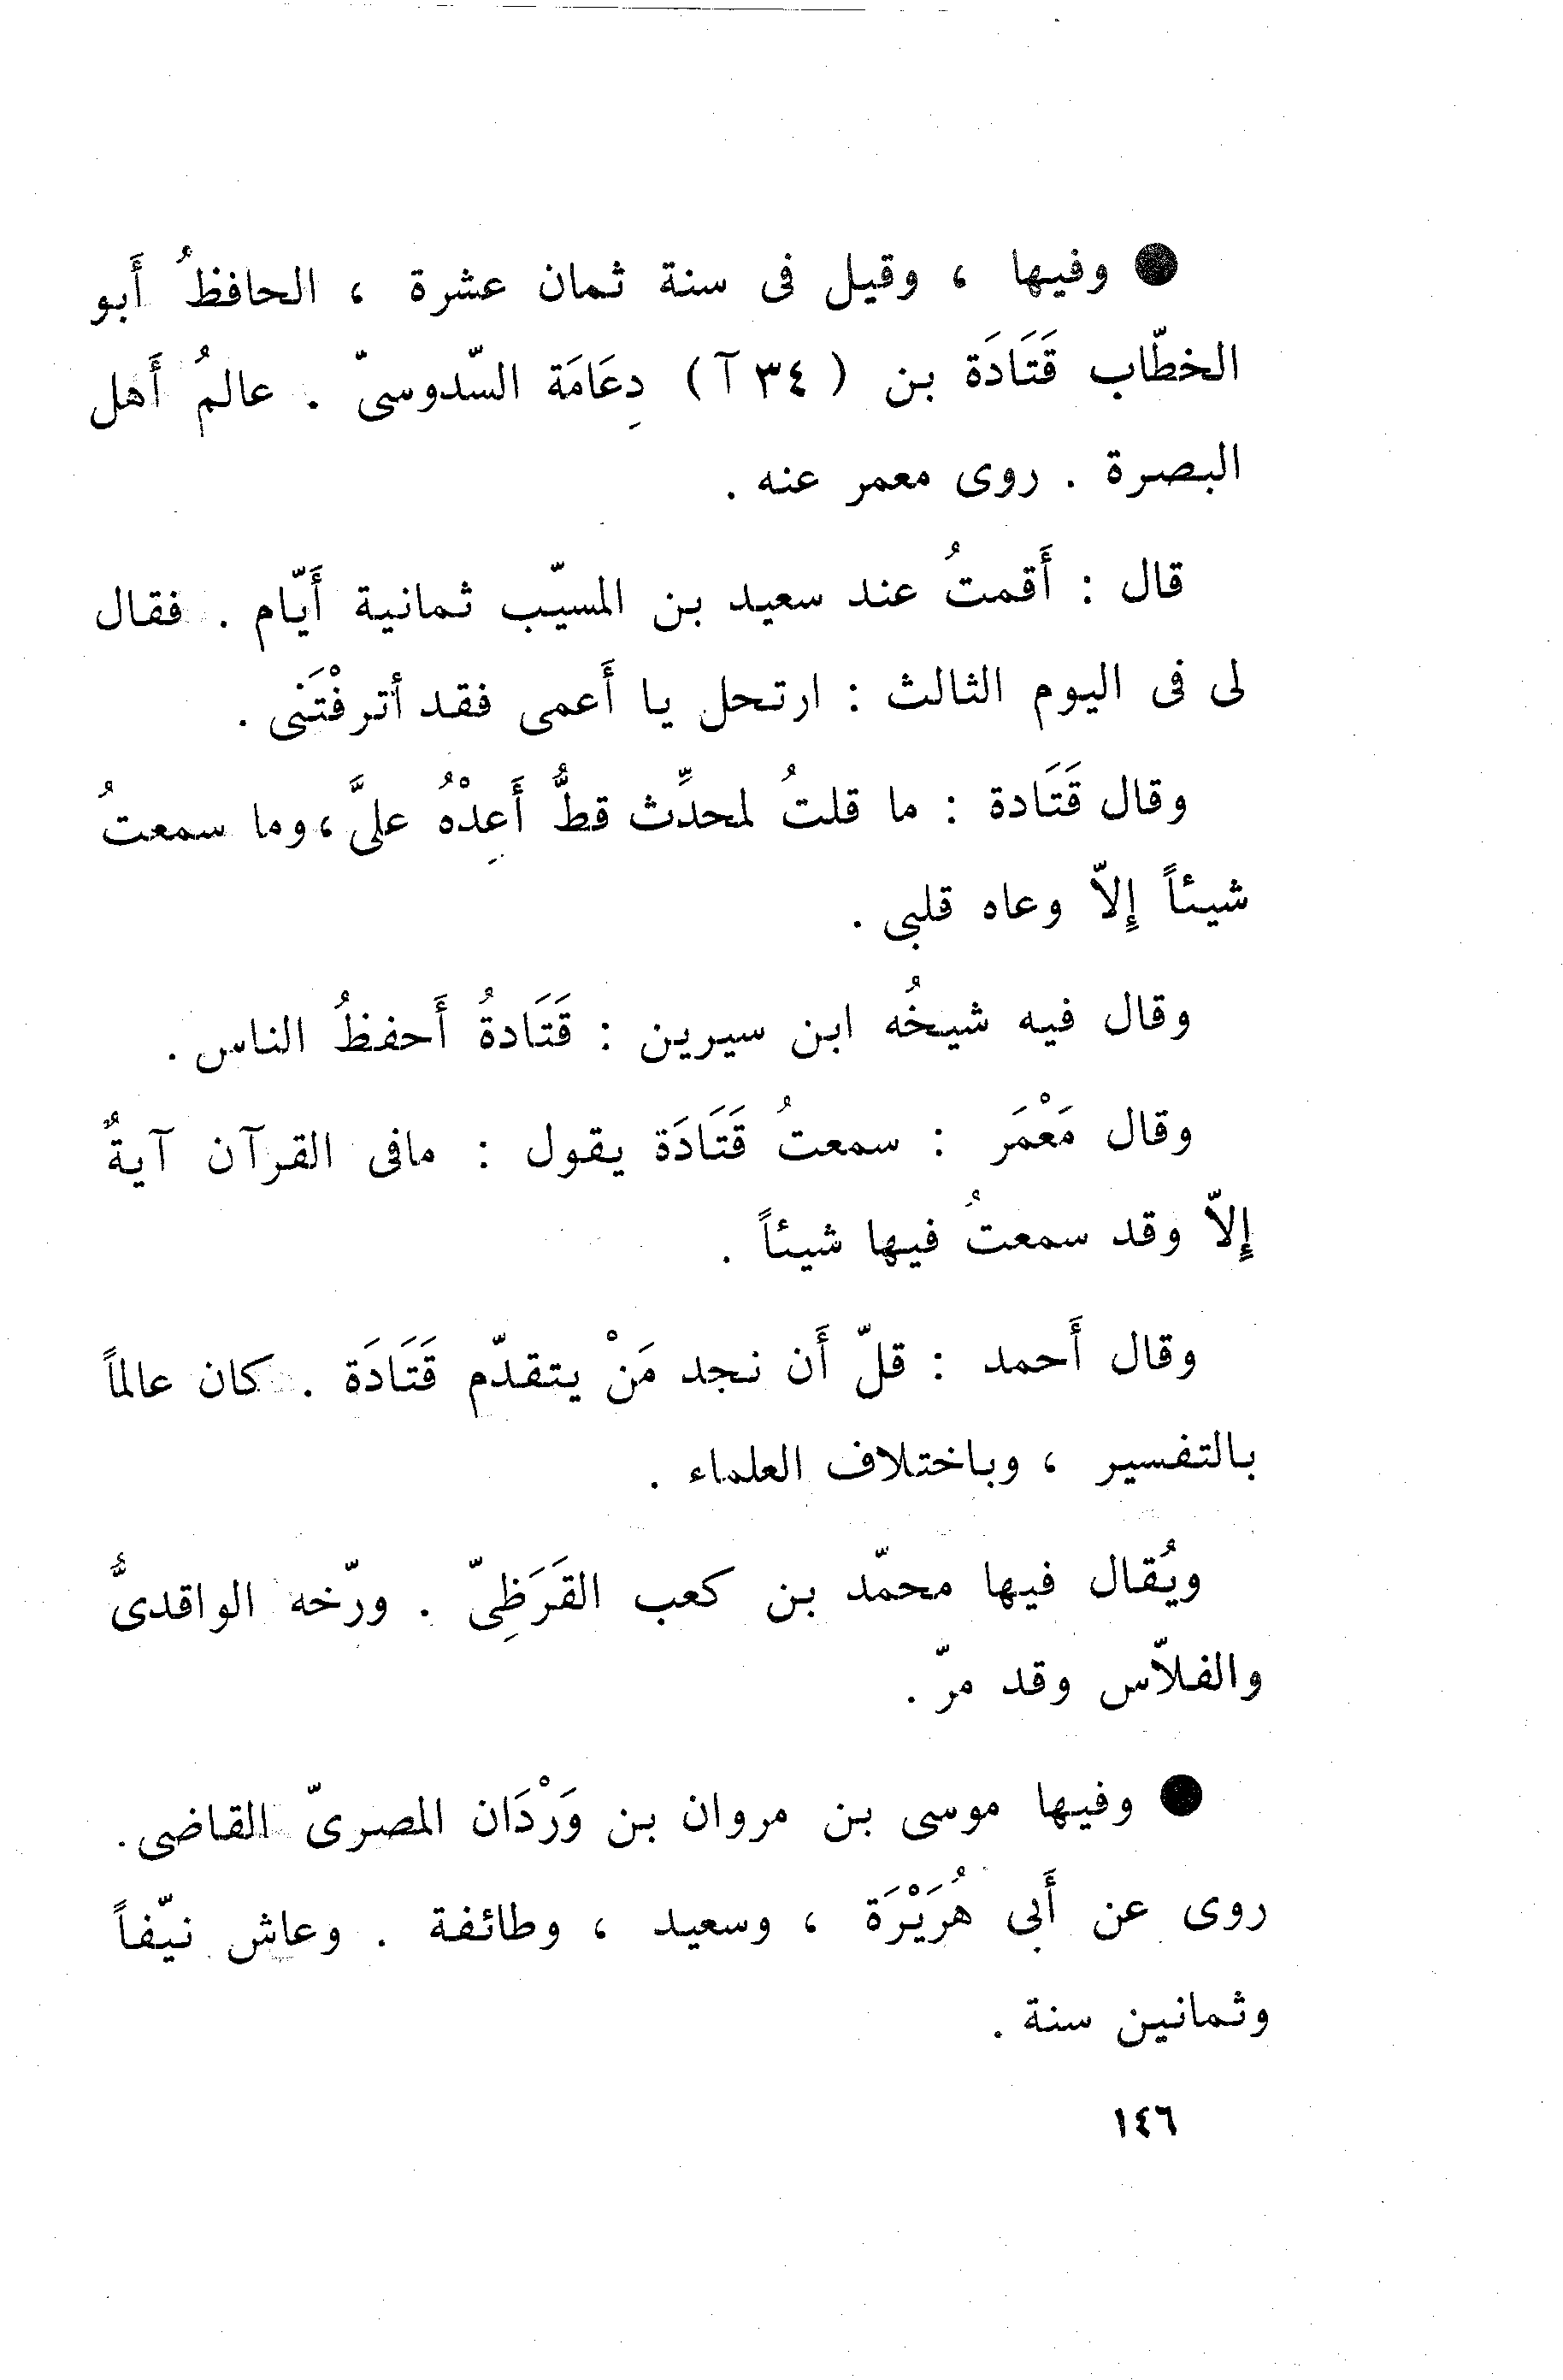 ● وفيها ، وقيل فى سنة ثمان عشرة ، الحافظُ أَبو
الخطّاب قَتَادَة بن ( ٣٤ آ ) دِعَامَة السّدوسىّ . عالمُ أَهل
البصرة . روى معمر عنه .
قال : أَقمتُ عند سعيد بن المسيّب ثمانية أَيّام . فقال
لى فى اليوم الثالث : ارتحل يا أَعمى فقد أترفْتَنى .
وقال قَتَادة : ما قلتُ لمحدِّث قطُّ أَعِدْهُ علىَّ ، وما سمعتُ
شيئاً إِلاّ وعاه قلبى .
وقال فيه شيخُه ابن سيرين : قَتَادةُ أَحفظُ الناس .
وقال مَعْمَر : سمعتُ قَتَادَة يقول : مافى القرآن آيةٌ
إِلاّ وقد سمعتُ فيها شيئاً .
وقال أَحمد : قلّ أَن نجد مَنْ يتقدّم قَتَادَة . كان عالماً
بالتفسير ، وباختلاف العلماء .
ويُقال فيها محمّد بن كعب القَرَظِىّ . ورّخه الواقدىُّ
والفلاّس وقد مرّ .
● وفيها موسى بن مروان بن وَرْدَان المصرىّ القاضى .
روى عن أَبى هُرَيْرَة ، وسعيد ، وطائفة . وعاش نيّفاً
وثمانين سنة .
١٤٦